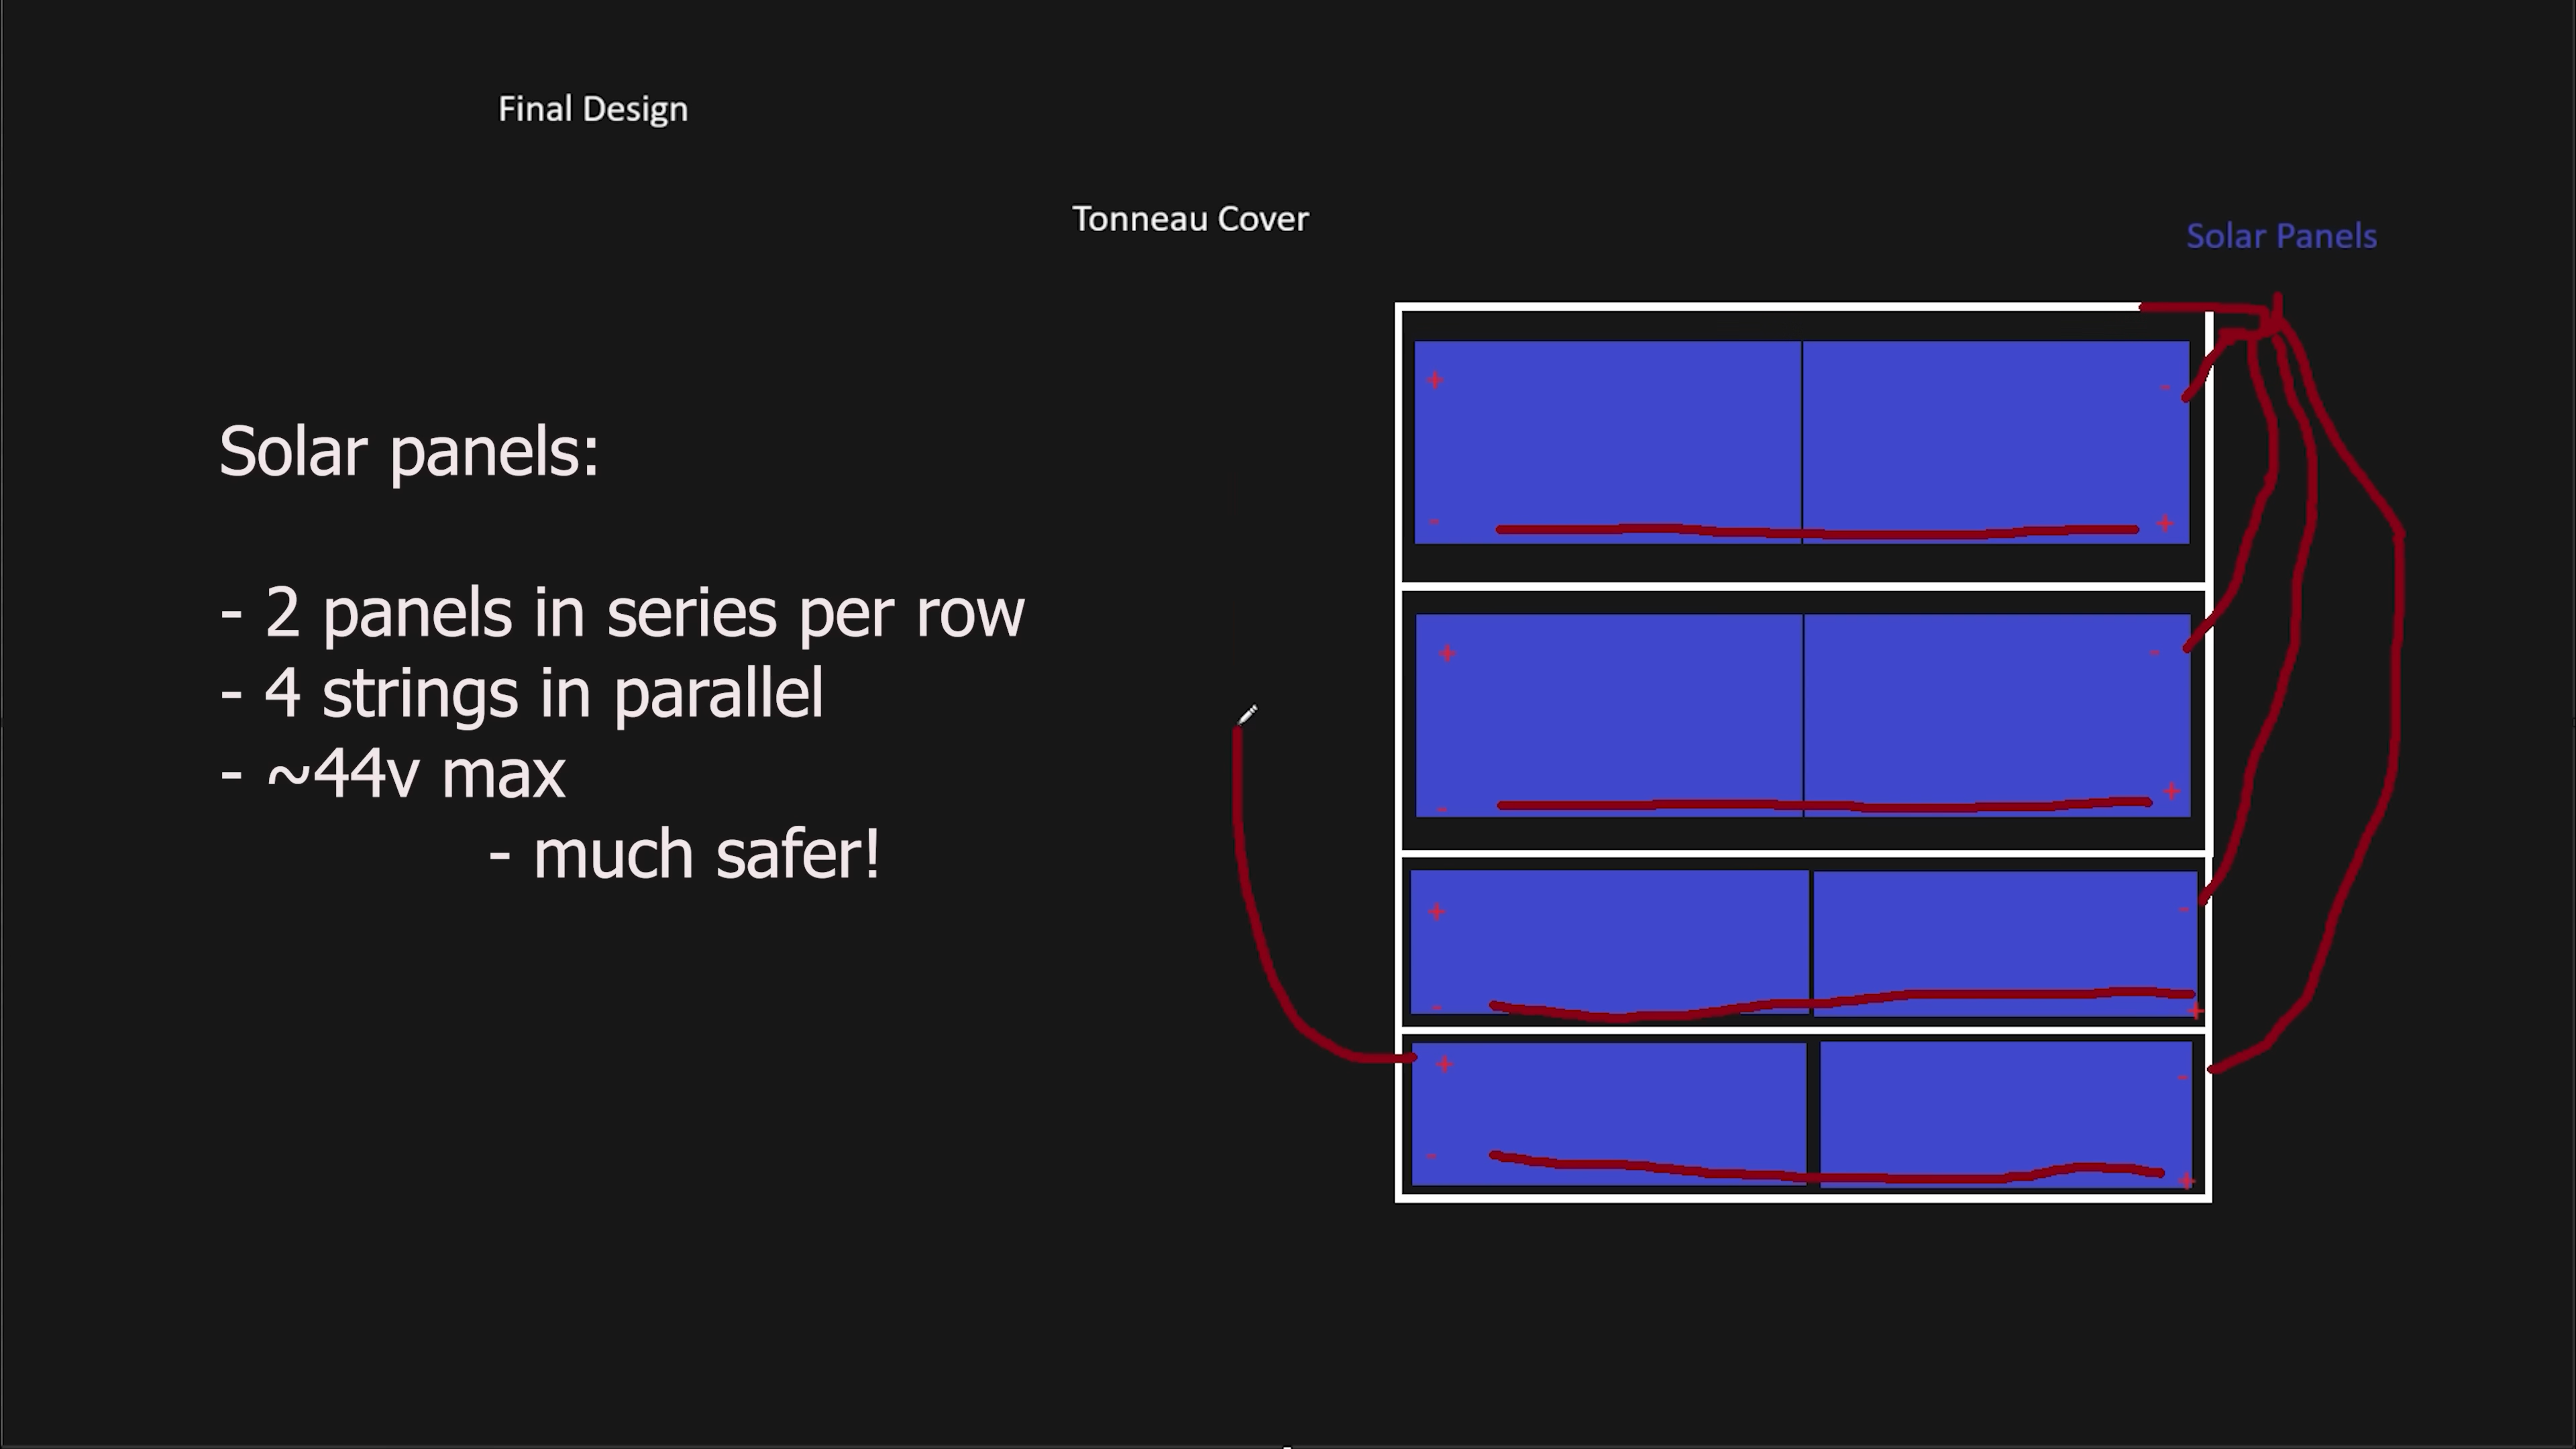 Final Design
Tonneau Cover
Solar Panels
Solar panels:
- 2 panels in series per row
- 4 strings in parallel
- ~44v max
- much safer!
+ -
- +
+ -
- +
+ -
- +
+ -
- +